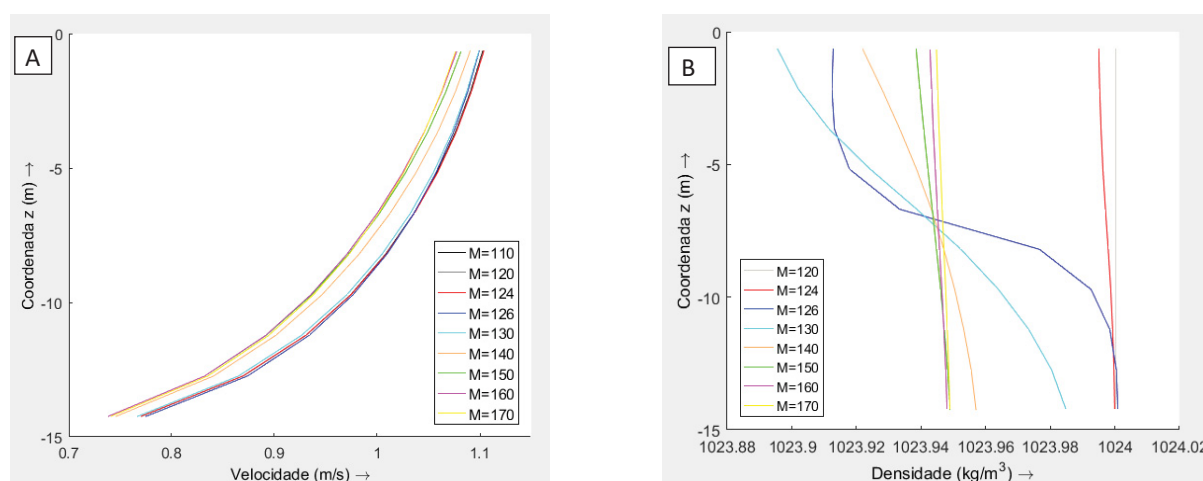 A
Coordenada z (m) →
0
-5
-10
-15
0.7
0.8
0.9
1
1.1
Velocidade (m/s) →
M=110
M=120
M=124
M=126
M=130
M=140
M=150
M=160
M=170
B
Coordenada z (m) →
0
-5
-10
-15
1023.88
1023.9
1023.92
1023.94
1023.96
1023.98
1024
1024.02
Densidade (kg/m³) →
M=120
M=124
M=126
M=130
M=140
M=150
M=160
M=170